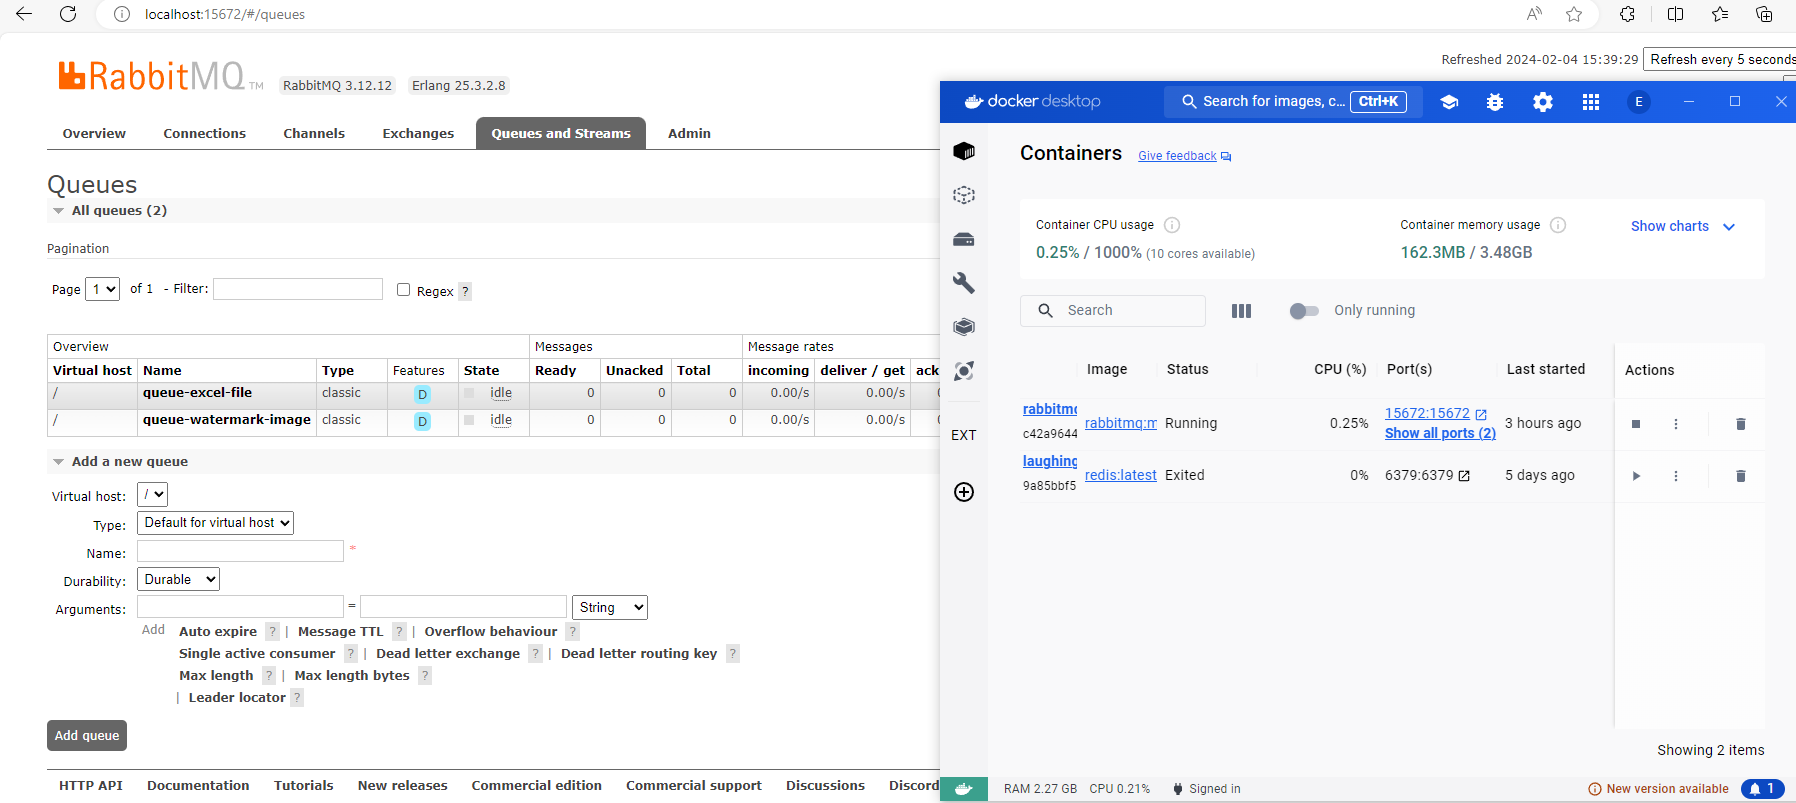 localhost:15672/#/queues
RabbitMQ TM
RabbitMQ 3.12.12 Erlang 25.3.2.8
Refreshed 2024-02-04 15:39:29 Refresh every 5 seconds
Overview Connections Channels Exchanges Queues and Streams Admin
Queues
All queues (2)
Pagination
Page 1 of 1 - Filter: Regex ?
Overview Messages Message rates
Virtual host Name Type Features State Ready Unacked Total incoming deliver / get ack
/ queue-excel-file classic D idle 0 0 0 0.00/s 0.00/s 0
/ queue-watermark-image classic D idle 0 0 0 0.00/s 0.00/s 0
Add a new queue
Virtual host: /
Type: Default for virtual host
Name: *
Durability: Durable
Arguments: = String
Add Auto expire ? | Message TTL ? | Overflow behaviour ?
Single active consumer ? | Dead letter exchange ? | Dead letter routing key ?
Max length ? | Max length bytes ?
| Leader locator ?
Add queue
HTTP API Documentation Tutorials New releases Commercial edition Commercial support Discussions Discord
docker desktop Search for images, c... Ctrl+K E
Containers Give feedback
Container CPU usage
0.25% / 1000% (10 cores available)
Container memory usage
162.3MB / 3.48GB
Show charts
Search Only running
Image Status CPU (%) Port(s) Last started Actions
rabbitmq
c42a9644
rabbitmq:m Running 0.25% 15672:15672 3 hours ago
Show all ports (2)
laughing
9a85bbf5
redis:latest Exited 0% 6379:6379 5 days ago
EXT
Showing 2 items
RAM 2.27 GB CPU 0.21% Signed in New version available 1